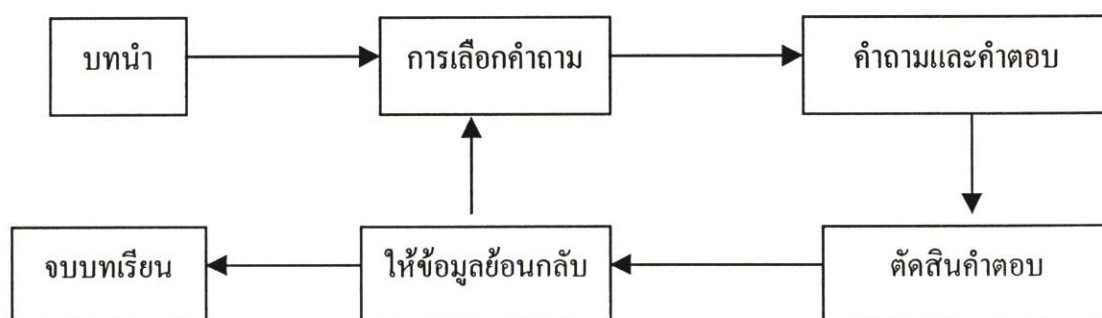 บทนำ
การเลือกคำถาม
คำถามและคำตอบ
จบบทเรียน
ให้ข้อมูลย้อนกลับ
ตัดสินคำตอบ